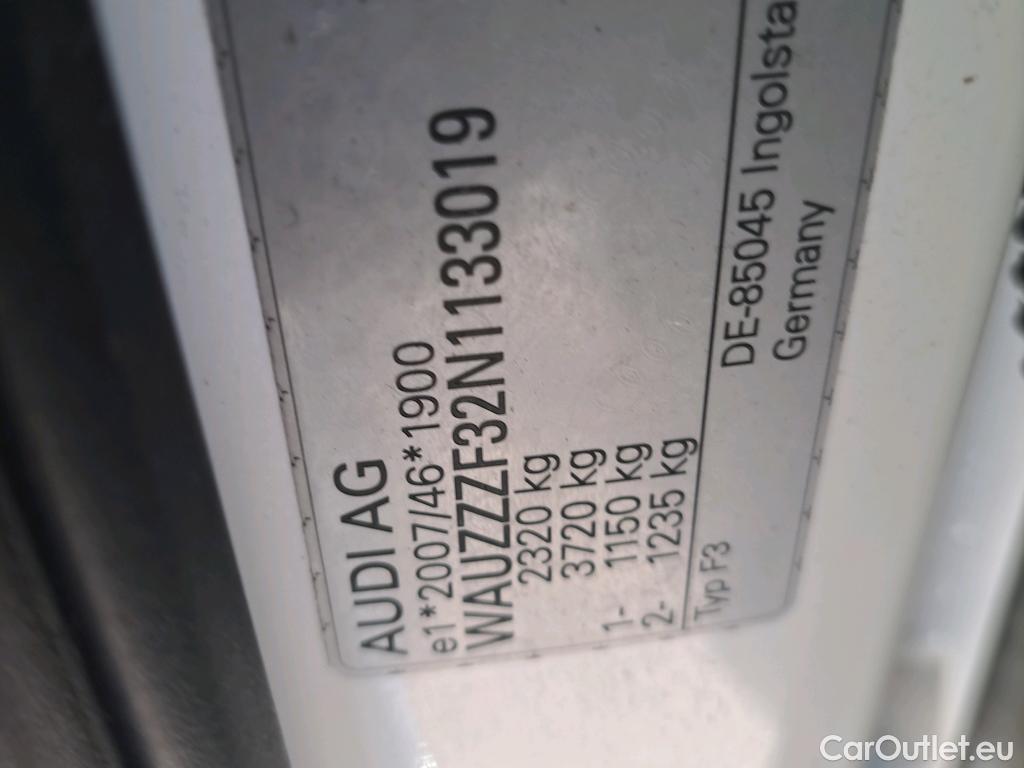 AUDI AG
e1*2007/46*1900
WAUZZZF32N1133019
2320 kg
3720 kg
1- 1150 kg
2- 1235 kg
Typ F3
DE-85045 Ingolsta
Germany
CarOutlet.eu